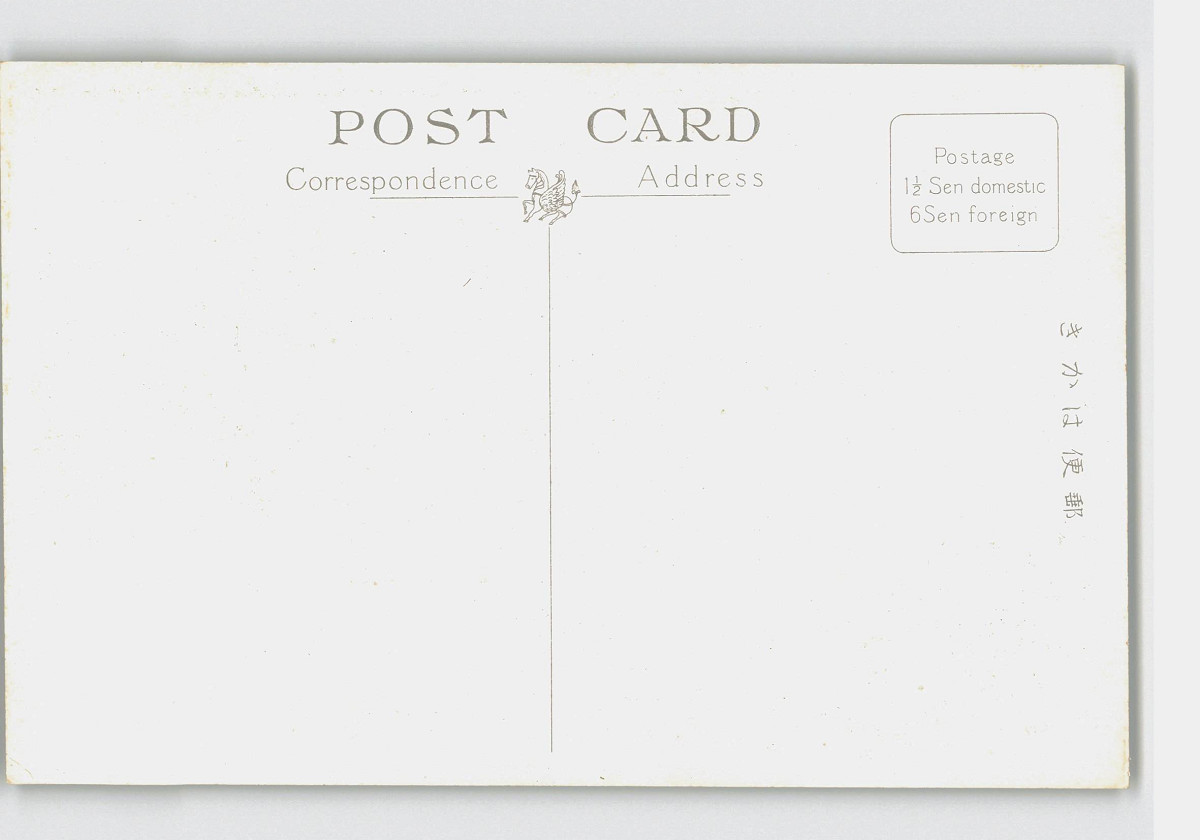 POST CARD
Correspondence
Address
Postage
1½ Sen domestic
6Sen foreign
きかは便郵